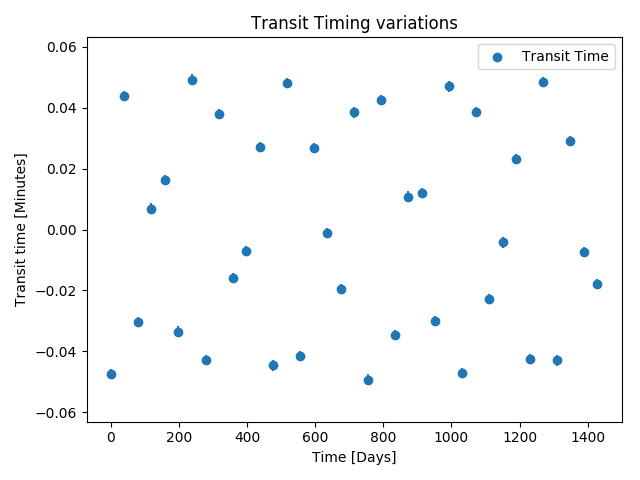 Transit Timing variations
Transit Time
Transit time [Minutes]
0.06
0.04
0.02
0.00
−0.02
−0.04
−0.06
0 200 400 600 800 1000 1200 1400
Time [Days]